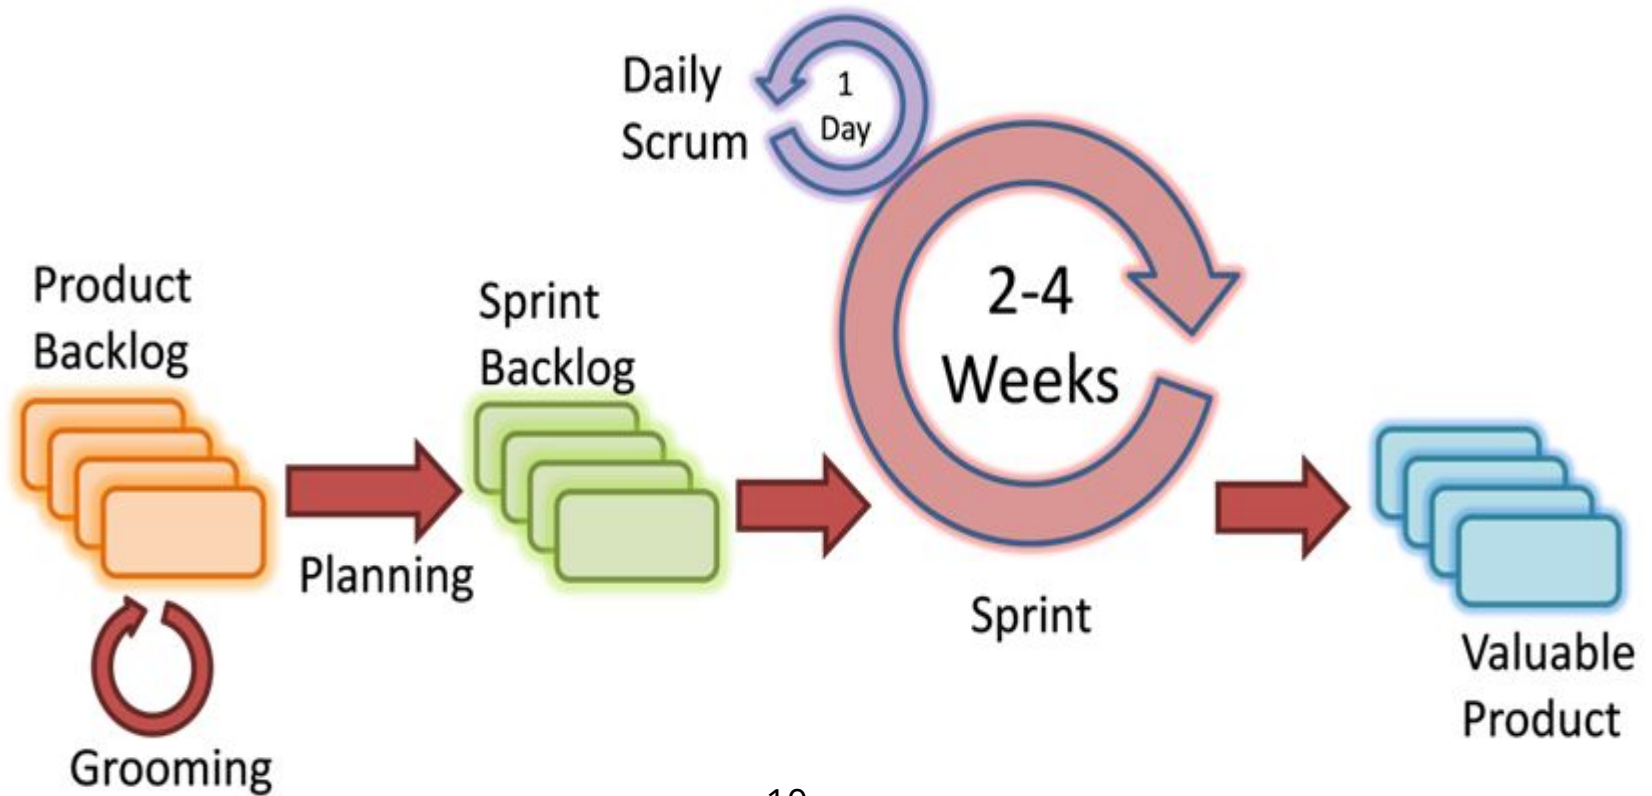 Daily
Scrum
1
Day
Product
Backlog
Sprint
Backlog
2-4
Weeks
Planning
Sprint
Valuable
Product
Grooming